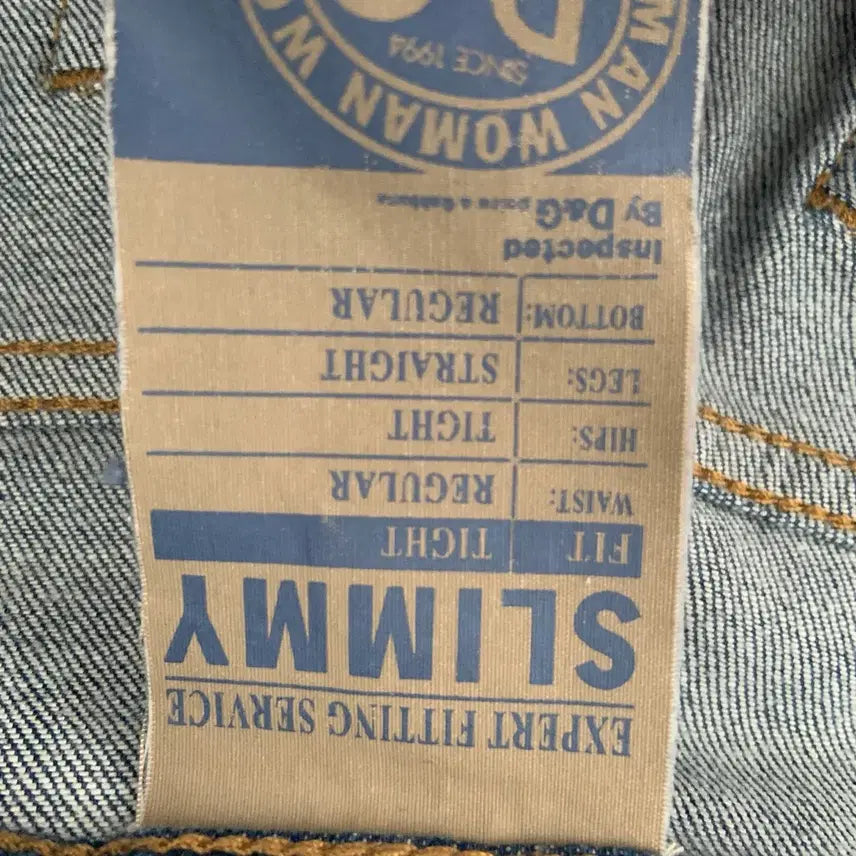 EXPERT FITTING SERVICE
SLIMMY
FIT TIGHT
WAIST: REGULAR
HIPS: TIGHT
LEGS: STRAIGHT
BOTTOM: REGULAR
Inspected
By D&G
WOMAN WOMAN
SINCE 1994